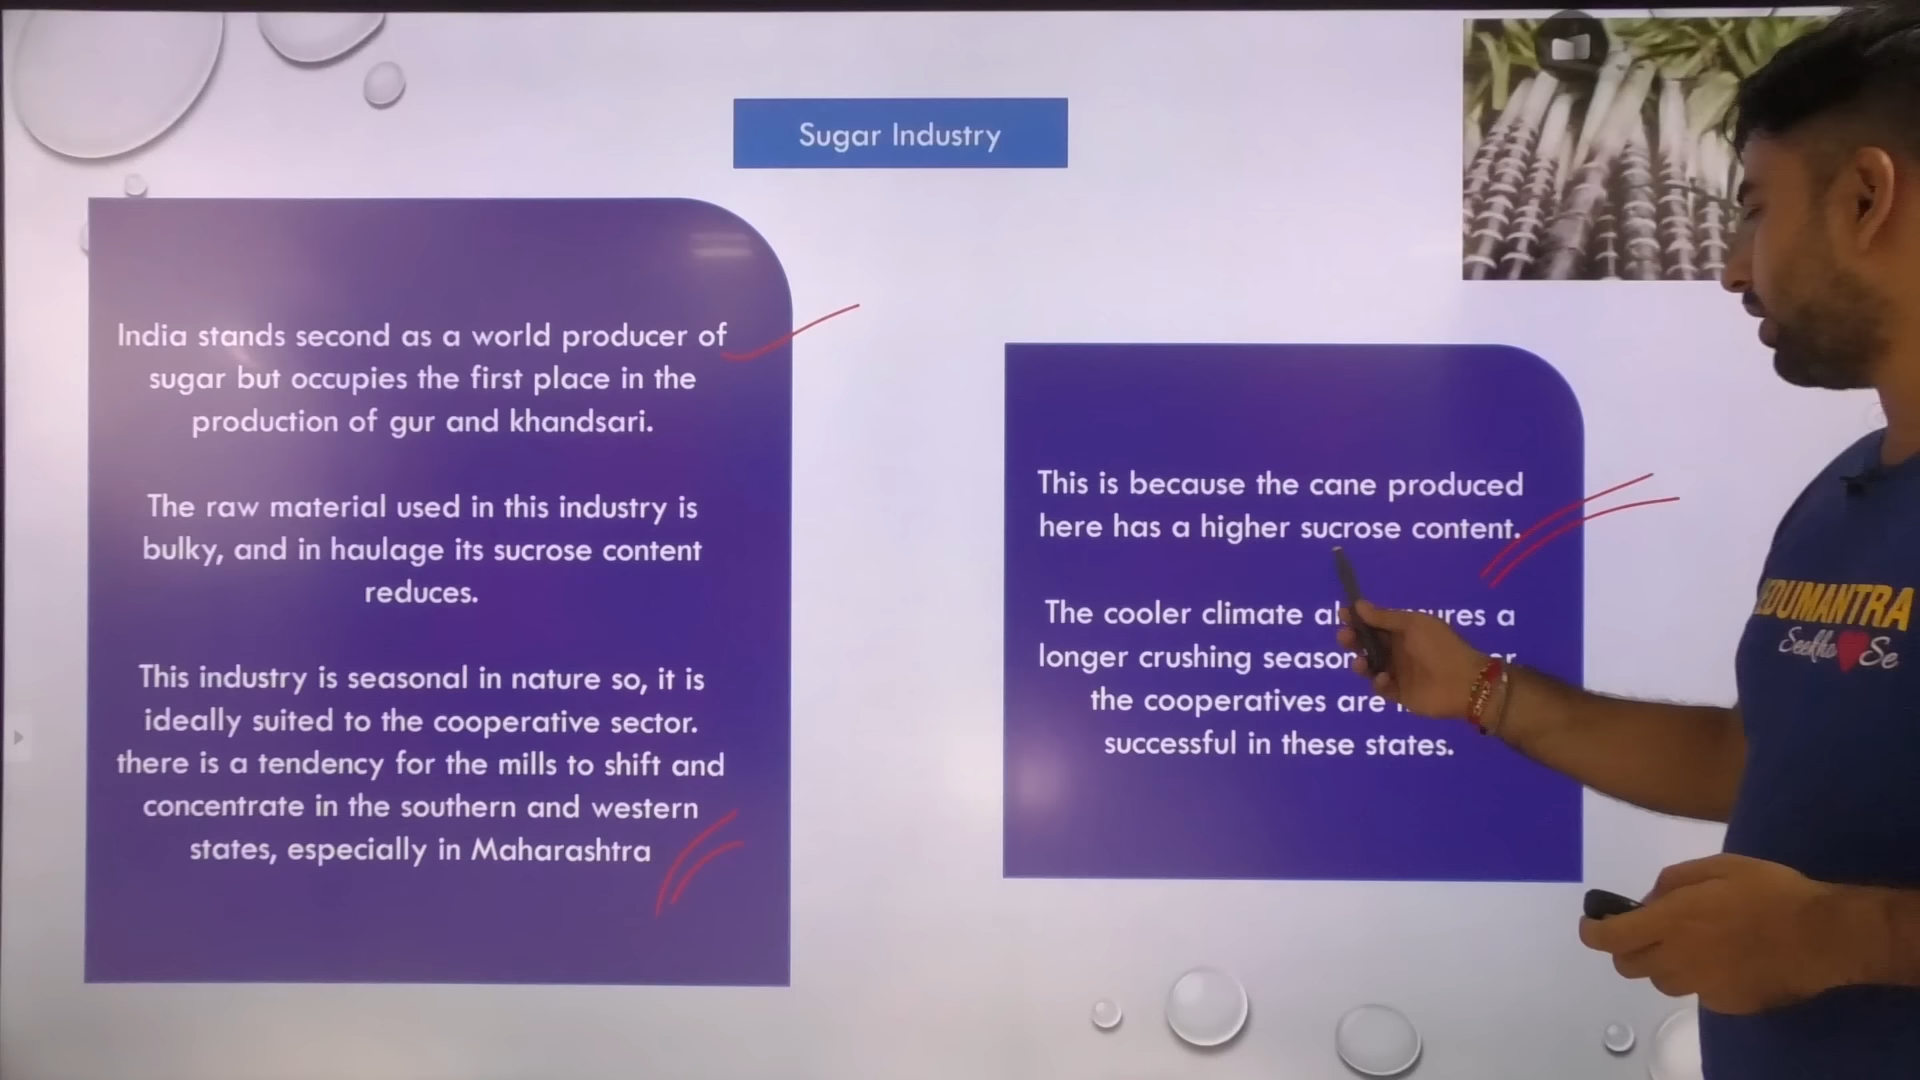 Sugar Industry
India stands second as a world producer of
sugar but occupies the first place in the
production of gur and khandsari.
The raw material used in this industry is
bulky, and in haulage its sucrose content
reduces.
This industry is seasonal in nature so, it is
ideally suited to the cooperative sector.
there is a tendency for the mills to shift and
concentrate in the southern and western
states, especially in Maharashtra
This is because the cane produced
here has a higher sucrose content.
The cooler climate a
longer crushing season
the cooperatives are
successful in these states.
EDUMANTRA
Seekho Se